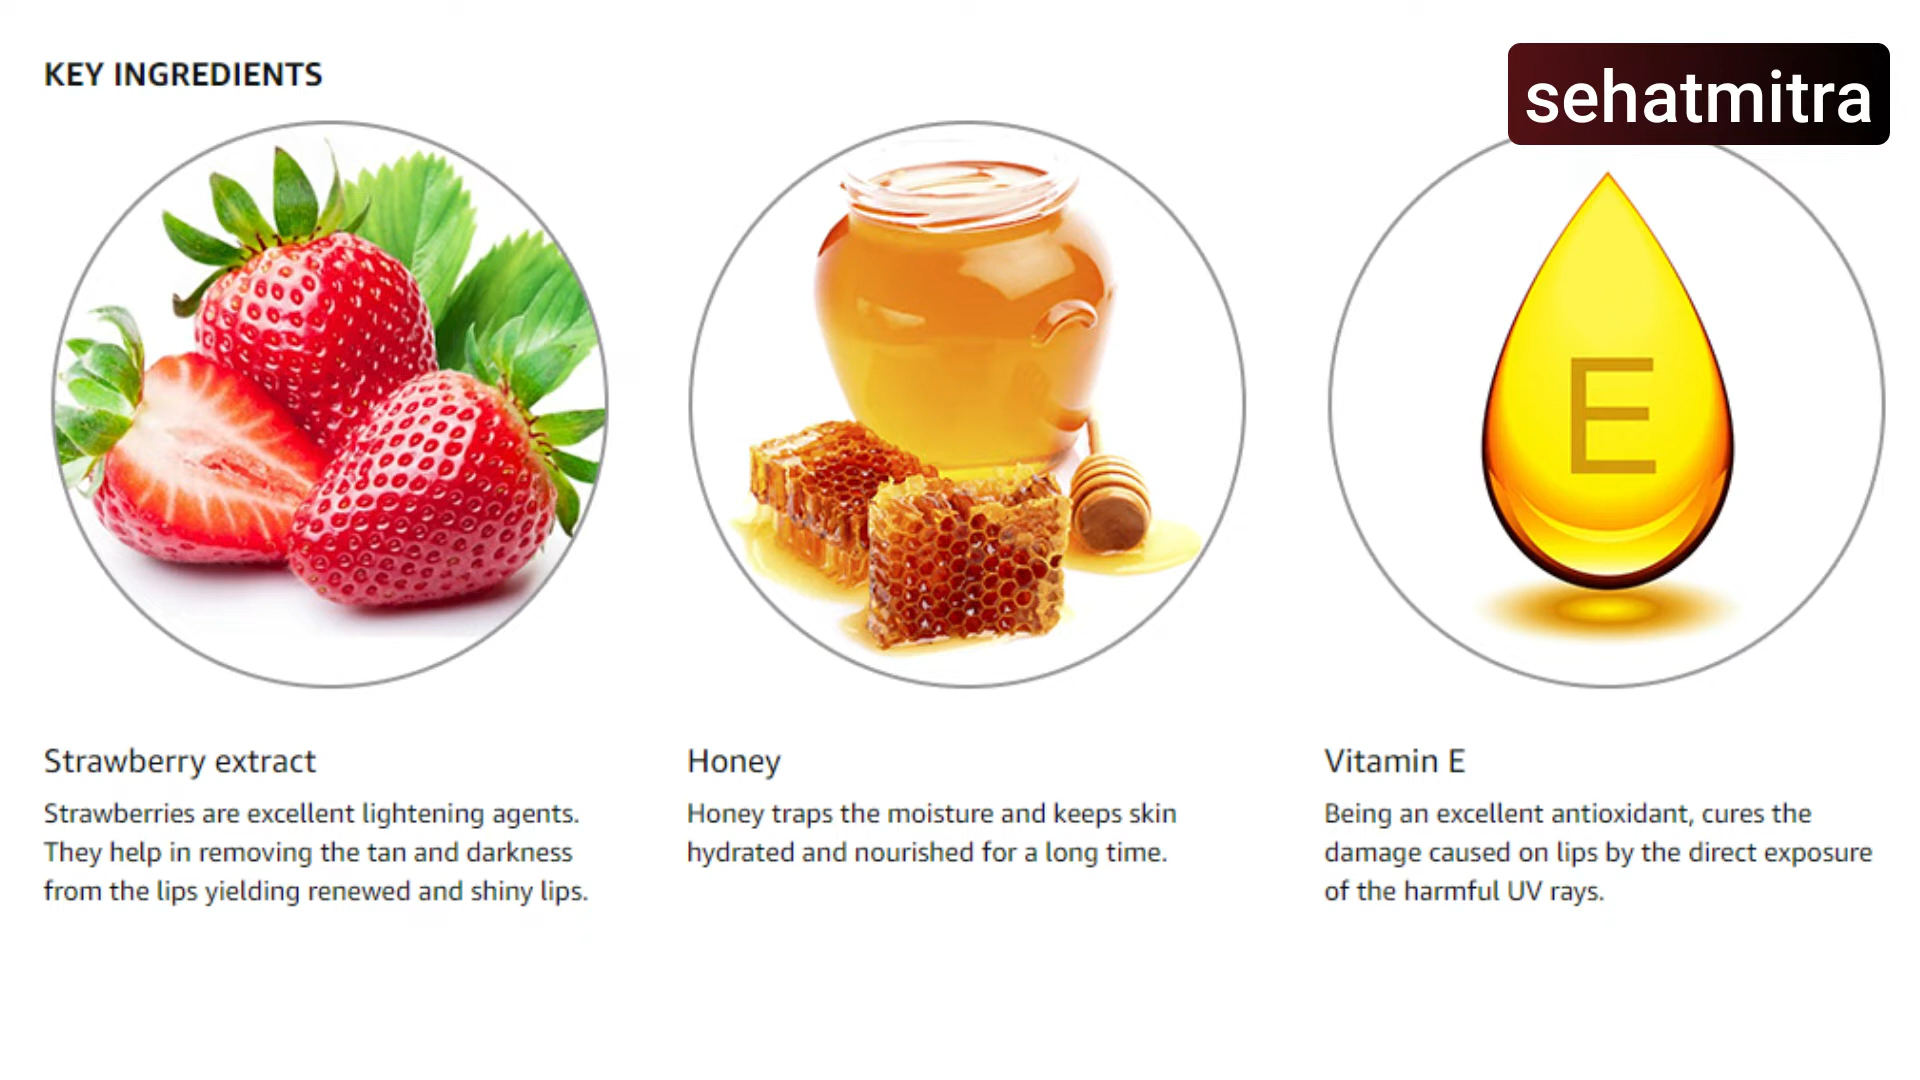 KEY INGREDIENTS
sehatmitra
E
Strawberry extract
Strawberries are excellent lightening agents.
They help in removing the tan and darkness
from the lips yielding renewed and shiny lips.
Honey
Honey traps the moisture and keeps skin
hydrated and nourished for a long time.
Vitamin E
Being an excellent antioxidant, cures the
damage caused on lips by the direct exposure
of the harmful UV rays.